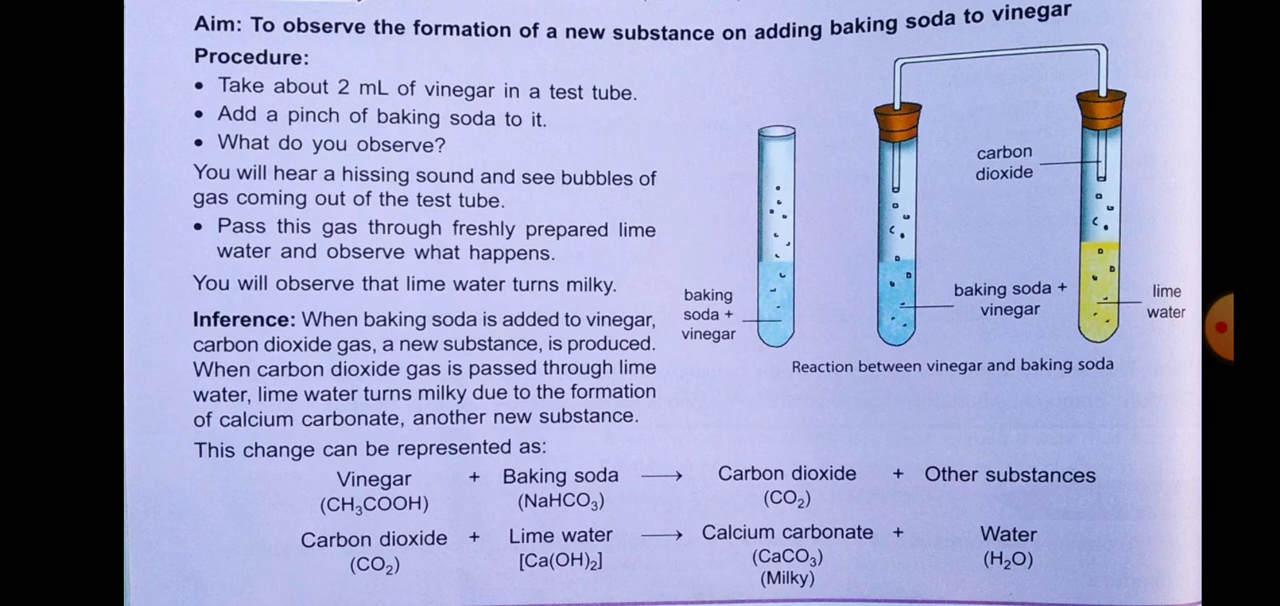 Aim: To observe the formation of a new substance on adding baking soda to vinegar
Procedure:
• Take about 2 mL of vinegar in a test tube.
• Add a pinch of baking soda to it.
• What do you observe?
You will hear a hissing sound and see bubbles of
gas coming out of the test tube.
• Pass this gas through freshly prepared lime
water and observe what happens.
You will observe that lime water turns milky.
Inference: When baking soda is added to vinegar,
carbon dioxide gas, a new substance, is produced.
When carbon dioxide gas is passed through lime
water, lime water turns milky due to the formation
of calcium carbonate, another new substance.
carbon
dioxide
baking
soda +
vinegar
baking soda +
vinegar
lime
water
Reaction between vinegar and baking soda
This change can be represented as:
Vinegar + Baking soda ⟶ Carbon dioxide + Other substances
(CH₃COOH) (NaHCO₃) (CO₂)
Carbon dioxide + Lime water ⟶ Calcium carbonate + Water
(CO₂) [Ca(OH)₂] (CaCO₃) (H₂O)
(Milky)